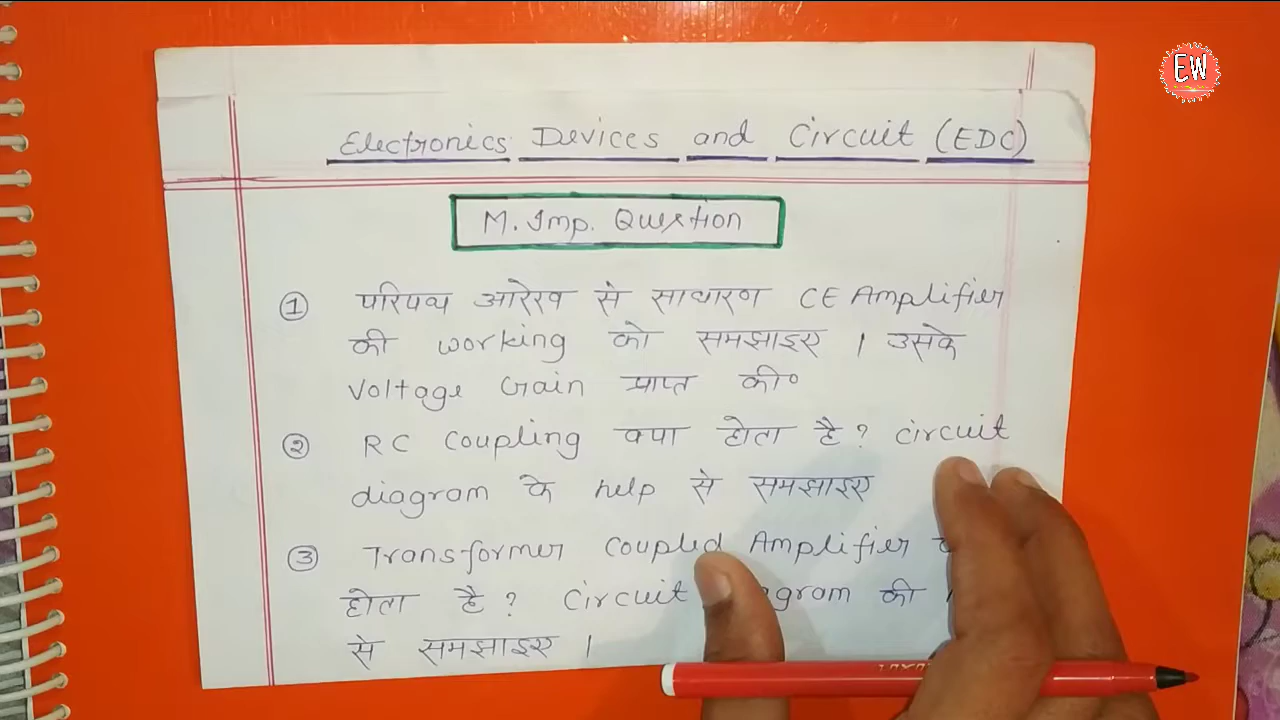 EW
Electronics Devices and Circuit (EDC)
M. Imp. Question
① परिपथ आरेख से साधारण CE Amplifier
की working को समझाइए । उसके
Voltage Gain प्राप्त की०
② RC Coupling क्या होता है? circuit
diagram के help से समझाइए
③ Transformer Coupled Amplifier
होता है? Circuit की
से समझाइए ।